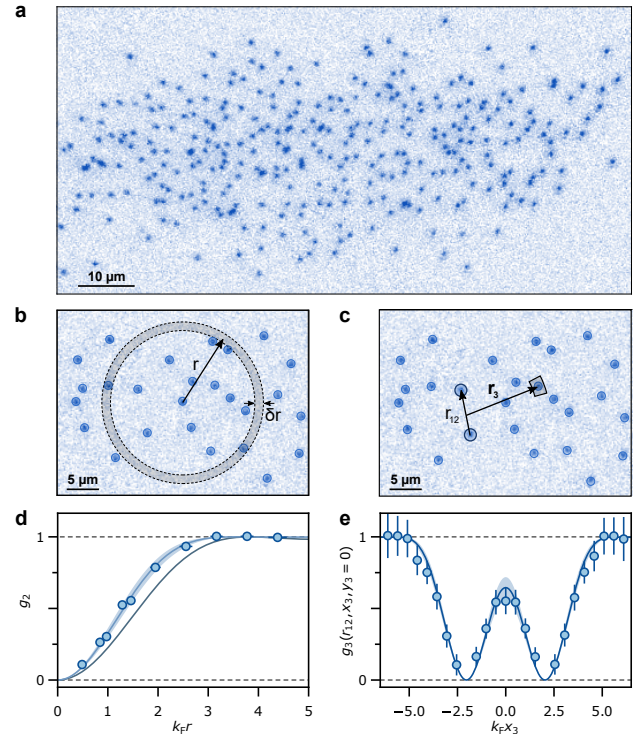 a
10 µm
b
r
δr
5 µm
c
r₃
r₁₂
5 µm
d
g₂
1
0
0 1 2 3 4 5
k_F r
e
g₃(r₁₂, x₃, y₃ = 0)
1
0
−5.0 −2.5 0.0 2.5 5.0
k_F x₃